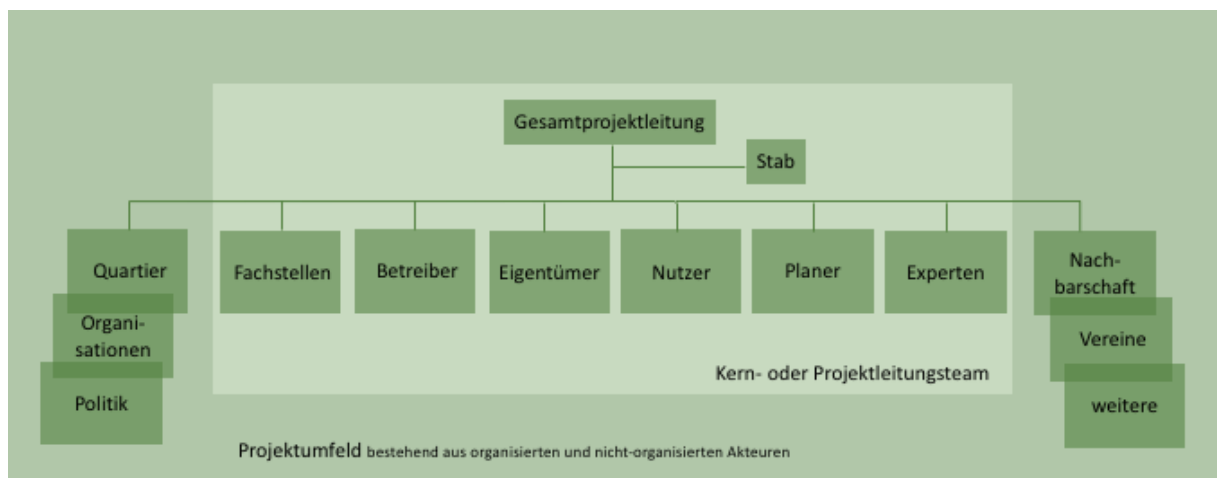 Gesamtprojektleitung
Stab
Quartier
Fachstellen
Betreiber
Eigentümer
Nutzer
Planer
Experten
Nach-
barschaft
Organi-
sationen
Vereine
Politik
weitere
Kern- oder Projektleitungsteam
Projektumfeld bestehend aus organisierten und nicht-organisierten Akteuren